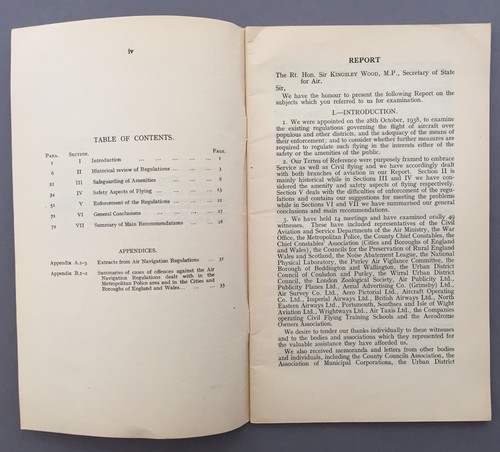 iv
TABLE OF CONTENTS.
PARA. SECTION. PAGE.
1 I Introduction ... ... ... ... ... 1
6 II Historical review of Regulations ... ... 3
III Safeguarding of Amenities ... ... ... 6
34 IV Safety Aspects of Flying ... ... ... 13
51 V Enforcement of the Regulations ... ...
71 VI General Conclusions ... ... ...
VII Summary of Main Recommendations ... ... 28
APPENDICES.
Appendix A.1-3 Extracts from Air Navigation Regulations ...
Appendix B.1-2 Summaries of cases of offences against the Air
Navigation Regulations dealt with in the
Metropolitan Police area and in the Cities and
Boroughs of England and Wales... ... ... 35
REPORT
The Rt. Hon. Sir KINGSLEY WOOD, M.P., Secretary of State
for Air.
Sir,
We have the honour to present the following Report on the
subjects which you referred to us for examination.
I.—INTRODUCTION.
1. We were appointed on the 28th October, 1938, to examine
the existing regulations governing the flight of aircraft over
populous and other districts, and the adequacy of the means of
their enforcement; and to consider whether further measures are
required to regulate such flying in the interests either of the
safety or the amenities of the public.
2. Our Terms of Reference were purposely framed to embrace
Service as well as Civil flying and we have accordingly dealt
with both branches of aviation in our Report. Section II is
mainly historical while in Sections III and IV we have con-
sidered the amenity and safety aspects of flying respectively.
Section V deals with the difficulties of enforcement of the regu-
lations and contains our suggestions for meeting the problems
while in Sections VI and VII we have summarised our general
conclusions and main recommendations.
3. We have held 14 meetings and have examined orally
witnesses. These have included representatives of the Civil
Aviation and Service Departments of the Air Ministry, the War
Office, the Metropolitan Police, the County Chief Constables, the
Chief Constables' Association (Cities and Boroughs of England
and Wales), the Councils for the Preservation of Rural England
Wales and Scotland, the Noise Abatement League, the National
Physical Laboratory, the Purley Air Vigilance Committee, the
Borough of Beddington and Wallington, the Urban District
Council of Coulsdon and Purley, the Wirral Urban District
Council, the London Zoological Society, Air Publicity Ltd.,
Publicity Planes Ltd., Aerial Advertising Co. (Grimsby) Ltd.,
Air Survey Co. Ltd., Aero Pictorial Ltd., Aircraft Operating
Co. Ltd., Imperial Airways Ltd., British Airways Ltd., North
Eastern Airways Ltd., Portsmouth, Southsea and Isle of Wight
Aviation Ltd., Wrightways Ltd., Air Taxis Ltd., the Companies
operating Civil Flying Training Schools and the Aerodrome
Owners Association.
We desire to tender our thanks individually to these witnesses
and to the bodies and associations which they represented for
the valuable assistance they have afforded us.
We also received memoranda and letters from other bodies
and individuals, including the County Councils Association, the
Association of Municipal Corporations, the Urban District